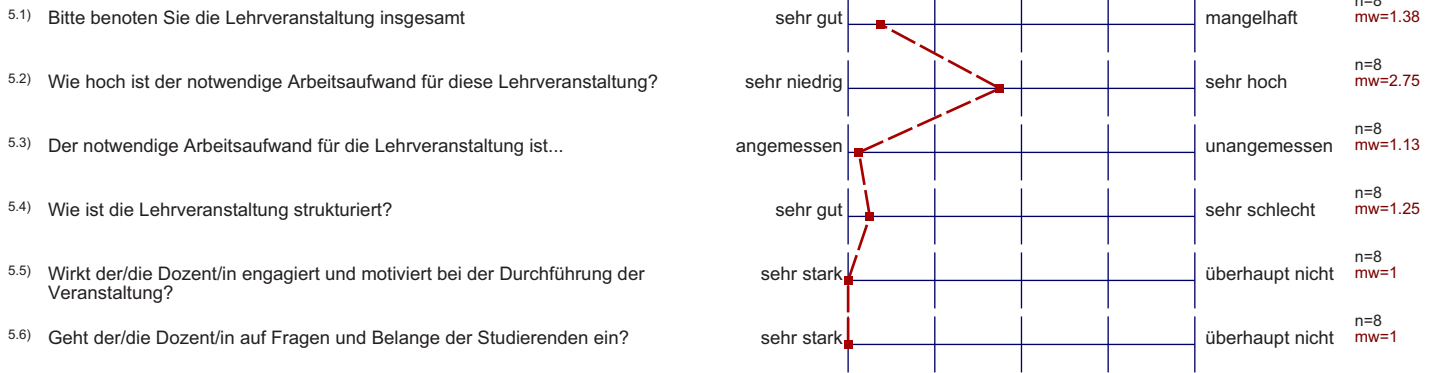 n=8
5.1) Bitte benoten Sie die Lehrveranstaltung insgesamt sehr gut mangelhaft mw=1.38
n=8
5.2) Wie hoch ist der notwendige Arbeitsaufwand für diese Lehrveranstaltung? sehr niedrig sehr hoch mw=2.75
n=8
5.3) Der notwendige Arbeitsaufwand für die Lehrveranstaltung ist... angemessen unangemessen mw=1.13
n=8
5.4) Wie ist die Lehrveranstaltung strukturiert? sehr gut sehr schlecht mw=1.25
n=8
5.5) Wirkt der/die Dozent/in engagiert und motiviert bei der Durchführung der sehr stark überhaupt nicht mw=1
Veranstaltung?
n=8
5.6) Geht der/die Dozent/in auf Fragen und Belange der Studierenden ein? sehr stark überhaupt nicht mw=1